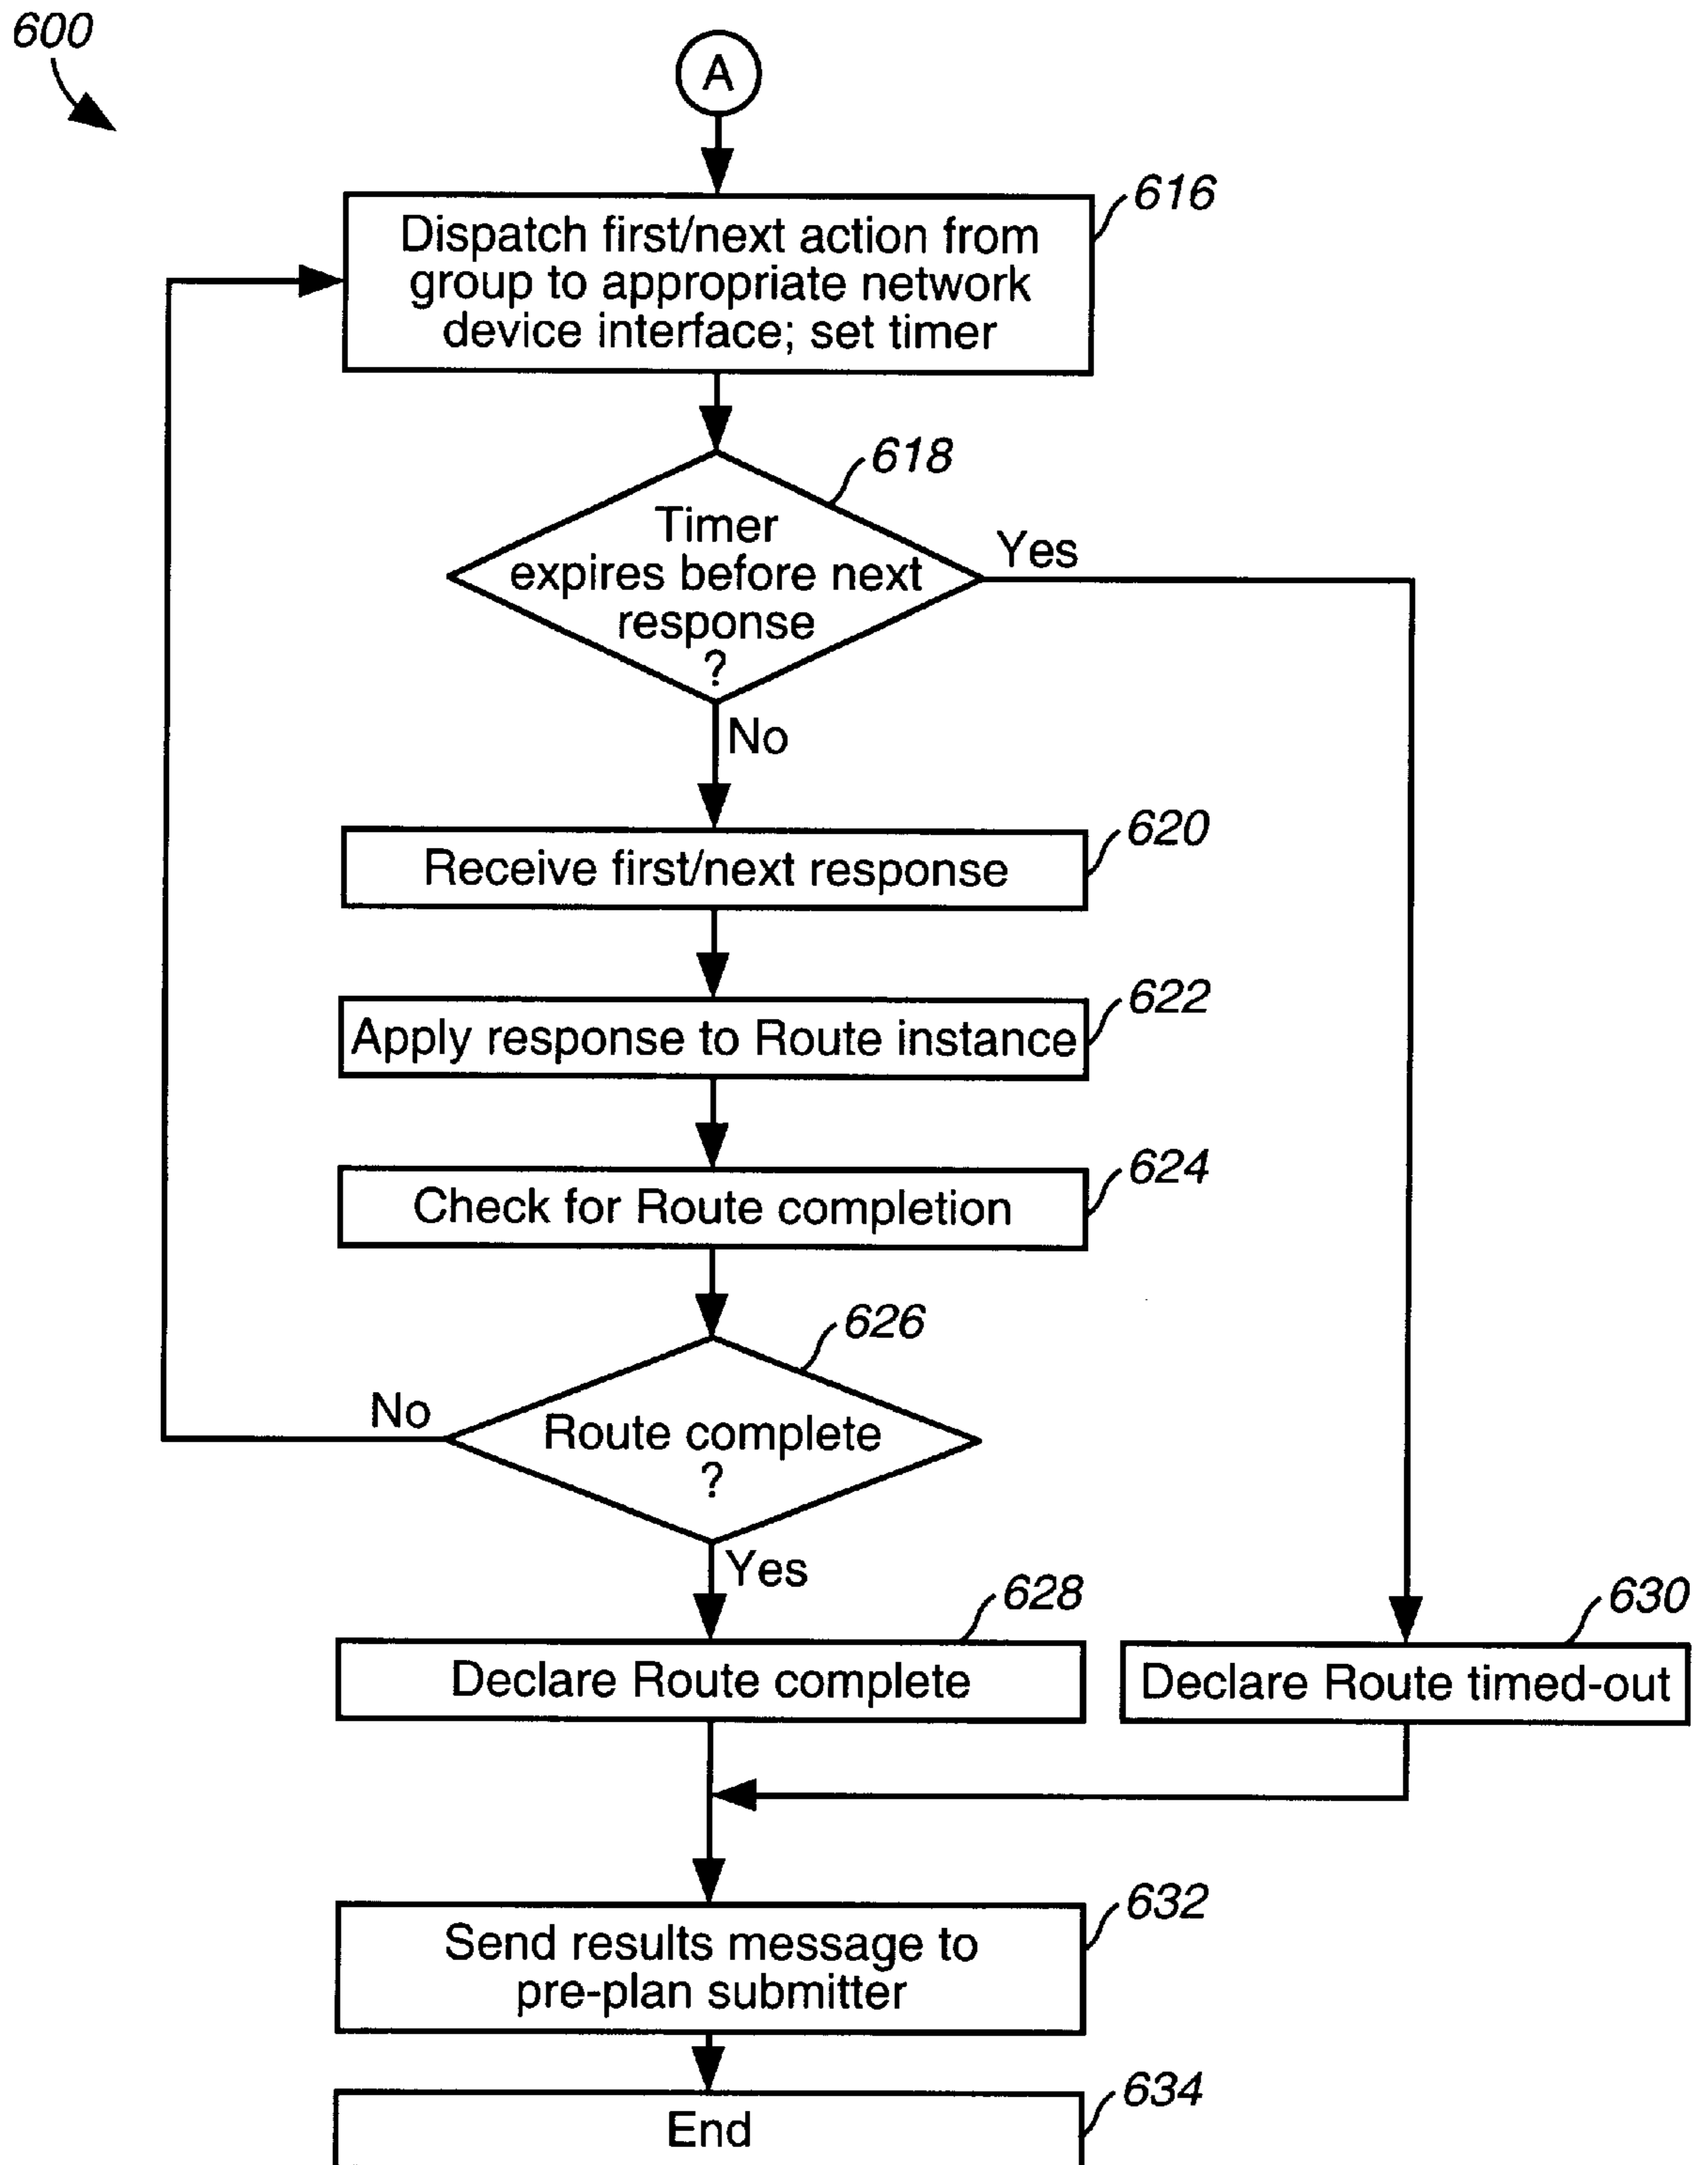 600
A
616
Dispatch first/next action from
group to appropriate network
device interface; set timer
618
Timer
expires before next
response
?
Yes
No
620
Receive first/next response
622
Apply response to Route instance
624
Check for Route completion
626
No
Route complete
?
Yes
628
Declare Route complete
630
Declare Route timed-out
632
Send results message to
pre-plan submitter
634
End